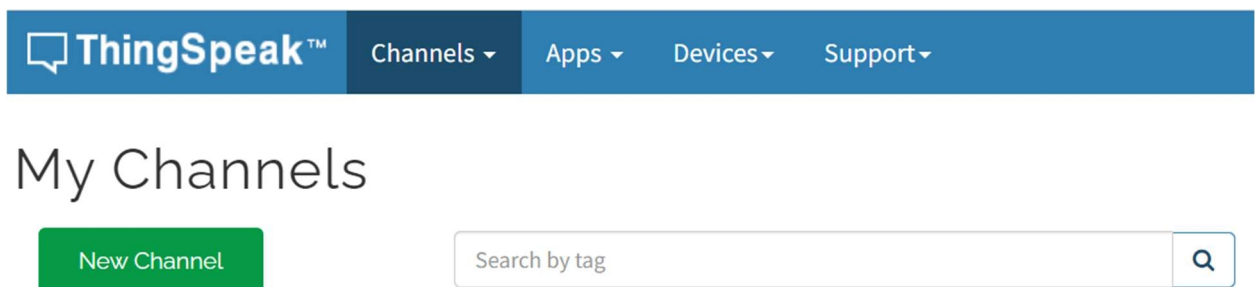 ThingSpeak™ Channels Apps Devices Support
My Channels
New Channel Search by tag